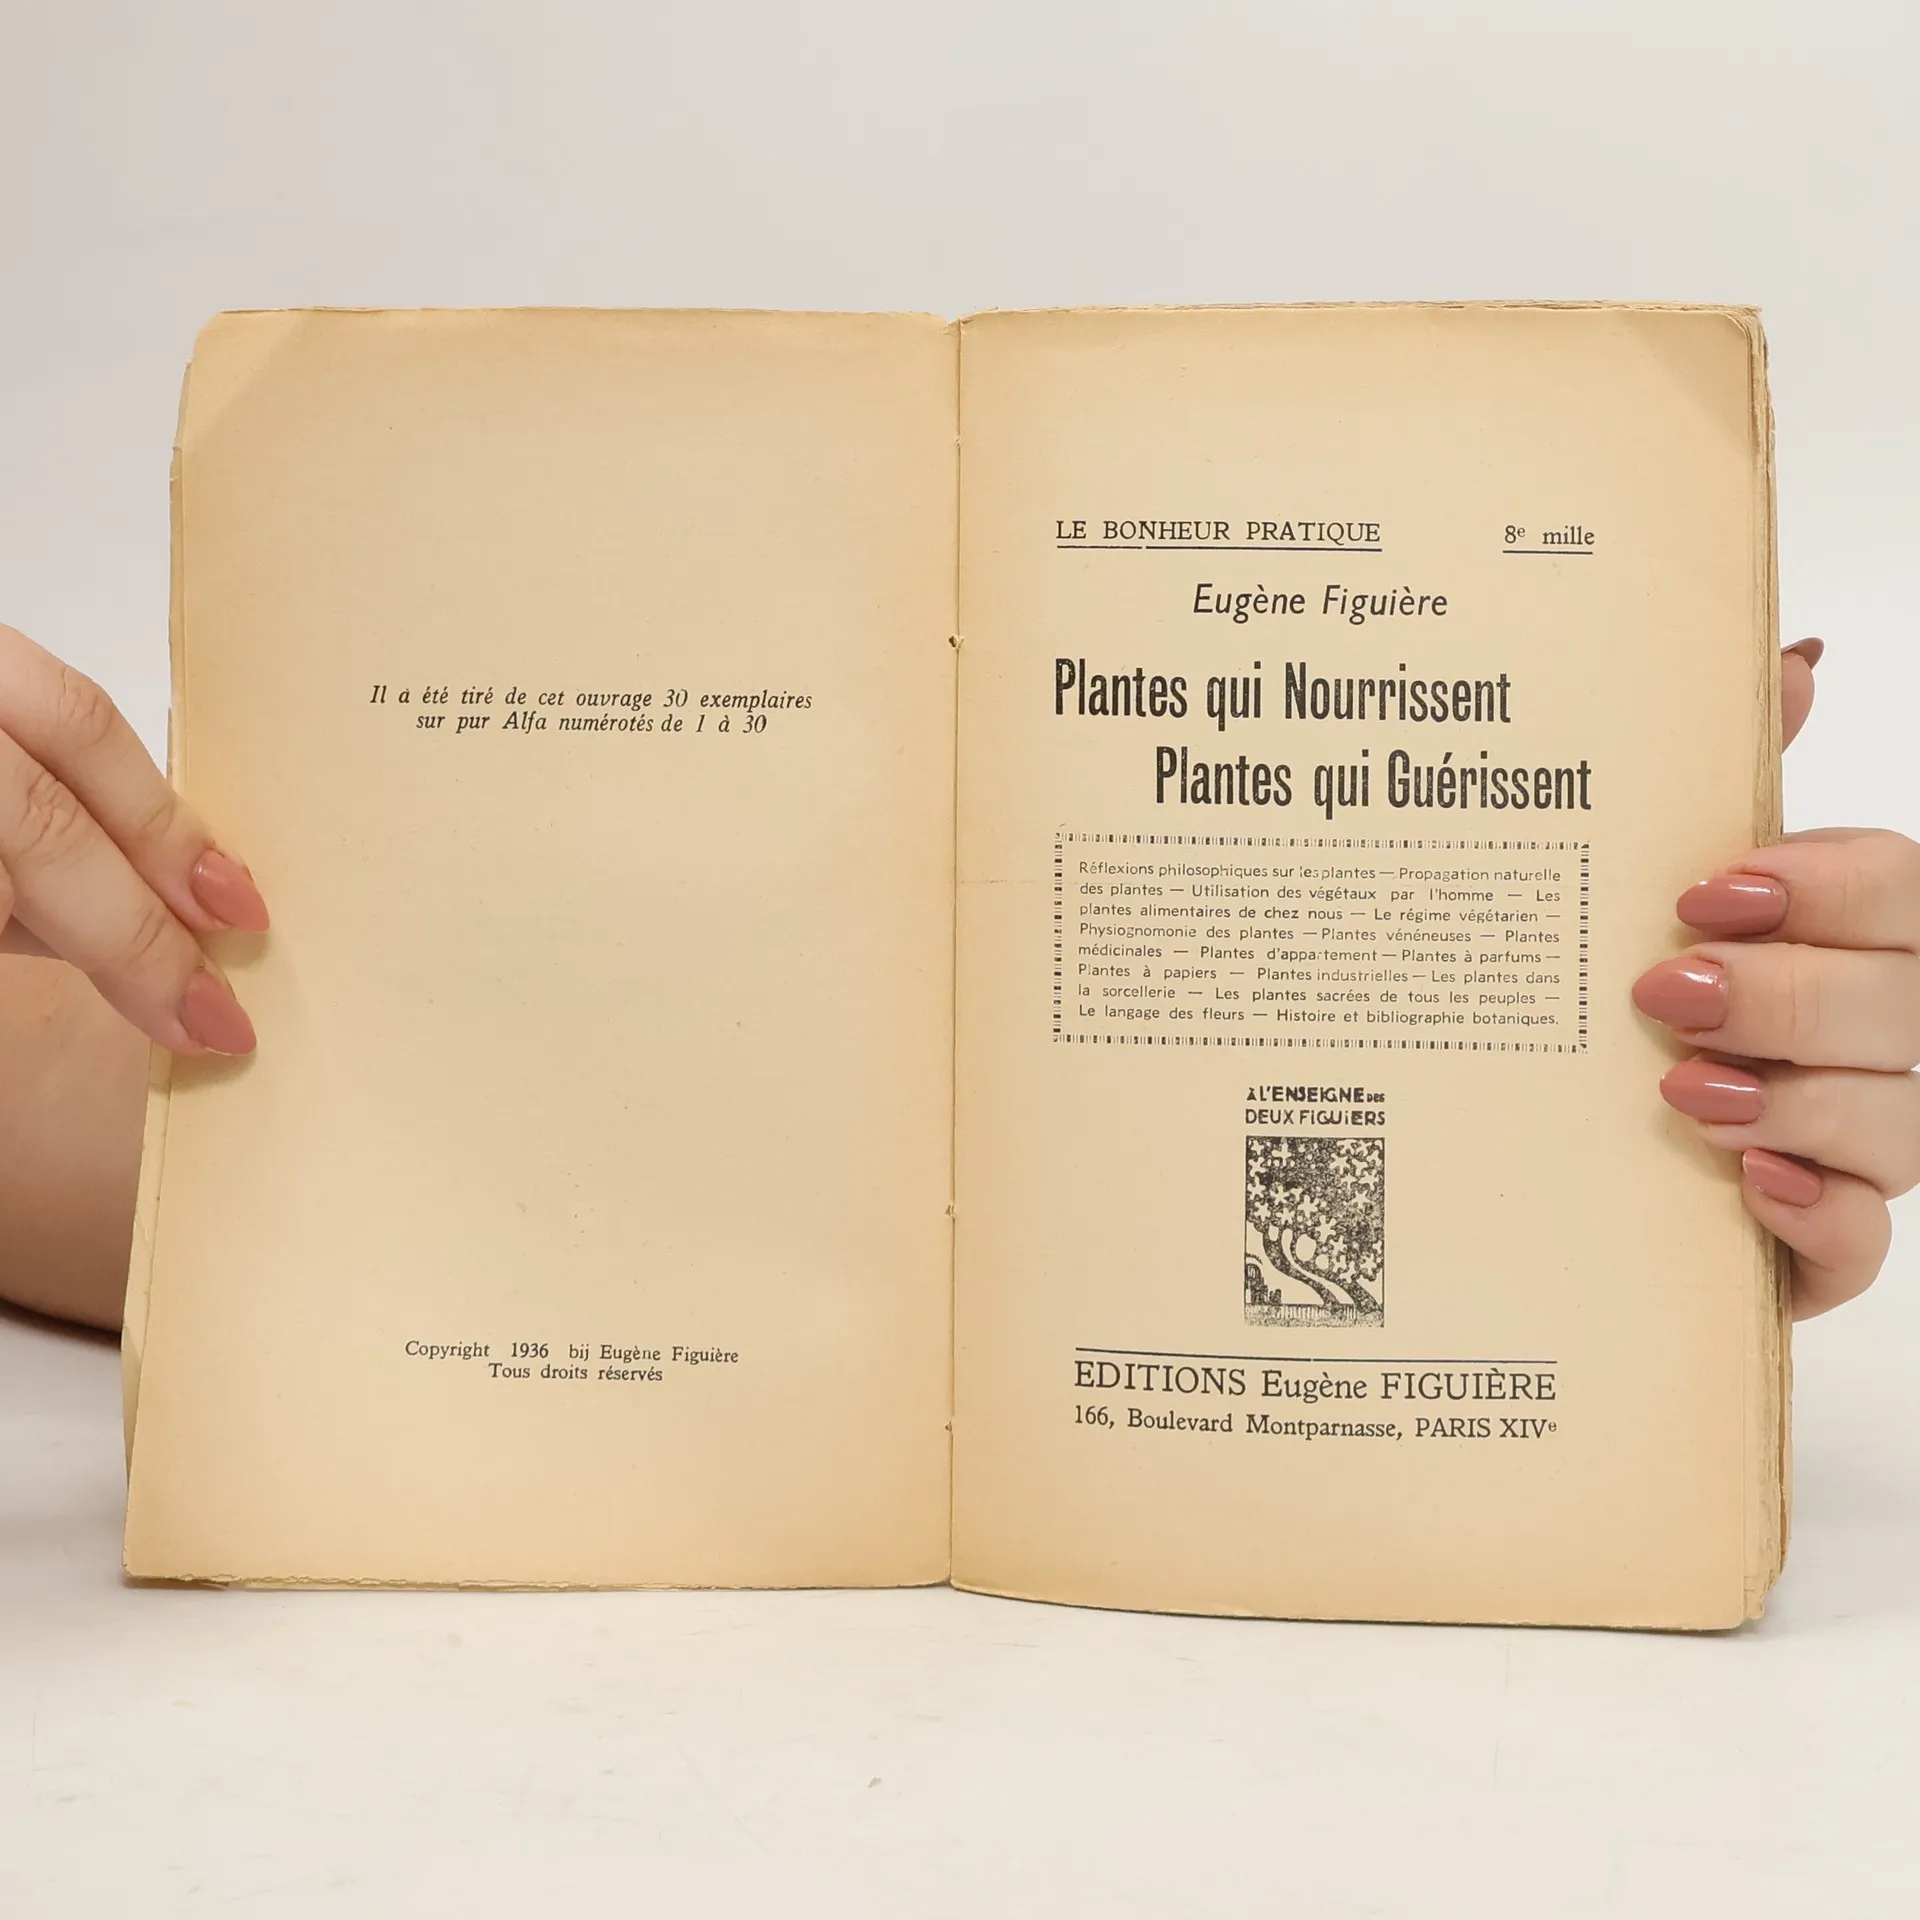 Il à été tiré de cet ouvrage 30 exemplaires
sur pur Alfa numérotés de 1 à 30
Copyright 1936 bij Eugène Figuière
Tous droits réservés
LE BONHEUR PRATIQUE 8e mille
Eugène Figuière
Plantes qui Nourrissent
Plantes qui Guérissent
Réflexions philosophiques sur les plantes — Propagation naturelle
des plantes — Utilisation des végétaux par l'homme — Les
plantes alimentaires de chez nous — Le régime végétarien —
Physiognomonie des plantes — Plantes vénéneuses — Plantes
médicinales — Plantes d'appartement — Plantes à parfums —
Plantes à papiers — Plantes industrielles — Les plantes dans
la sorcellerie — Les plantes sacrées de tous les peuples —
Le langage des fleurs — Histoire et bibliographie botaniques.
À L'ENSEIGNE DES
DEUX FIGUIERS
EDITIONS Eugène FIGUIÈRE
166, Boulevard Montparnasse, PARIS XIVe